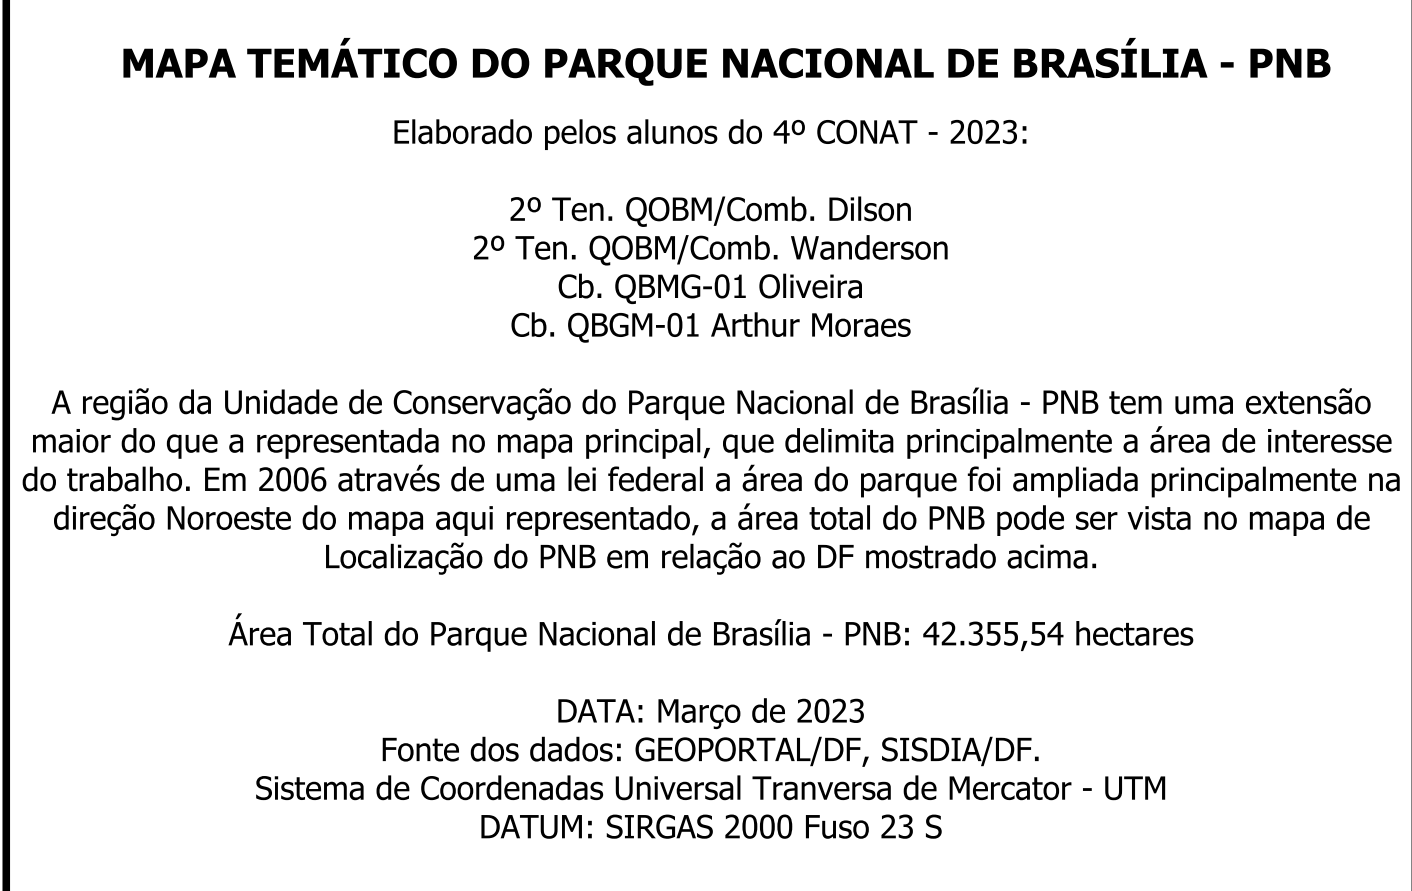 MAPA TEMÁTICO DO PARQUE NACIONAL DE BRASÍLIA - PNB
Elaborado pelos alunos do 4º CONAT - 2023:
2º Ten. QOBM/Comb. Dilson
2º Ten. QOBM/Comb. Wanderson
Cb. QBMG-01 Oliveira
Cb. QBGM-01 Arthur Moraes
A região da Unidade de Conservação do Parque Nacional de Brasília - PNB tem uma extensão
maior do que a representada no mapa principal, que delimita principalmente a área de interesse
do trabalho. Em 2006 através de uma lei federal a área do parque foi ampliada principalmente na
direção Noroeste do mapa aqui representado, a área total do PNB pode ser vista no mapa de
Localização do PNB em relação ao DF mostrado acima.
Área Total do Parque Nacional de Brasília - PNB: 42.355,54 hectares
DATA: Março de 2023
Fonte dos dados: GEOPORTAL/DF, SISDIA/DF.
Sistema de Coordenadas Universal Tranversa de Mercator - UTM
DATUM: SIRGAS 2000 Fuso 23 S